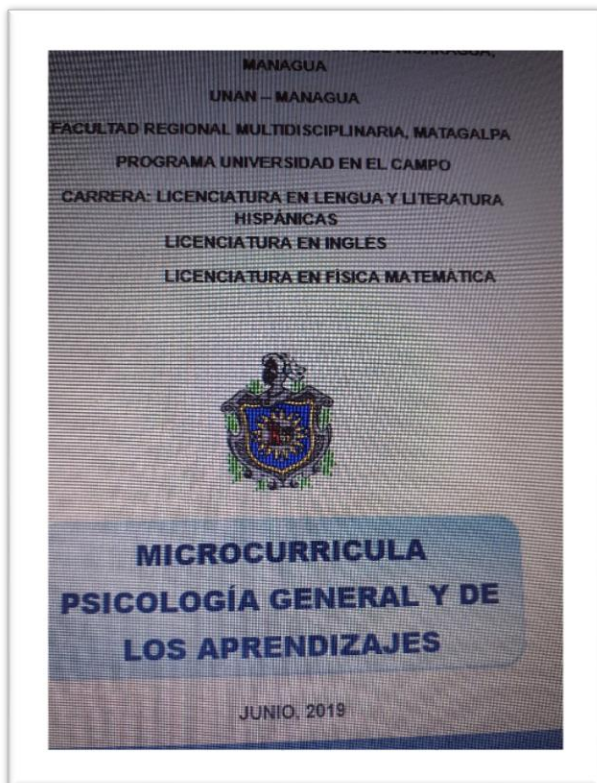 NICARAGUA,
MANAGUA
UNAN – MANAGUA
FACULTAD REGIONAL MULTIDISCIPLINARIA, MATAGALPA
PROGRAMA UNIVERSIDAD EN EL CAMPO
CARRERA: LICENCIATURA EN LENGUA Y LITERATURA
HISPÁNICAS
LICENCIATURA EN INGLÉS
LICENCIATURA EN FÍSICA MATEMÁTICA
MICROCURRICULA
PSICOLOGÍA GENERAL Y DE
LOS APRENDIZAJES
JUNIO, 2019